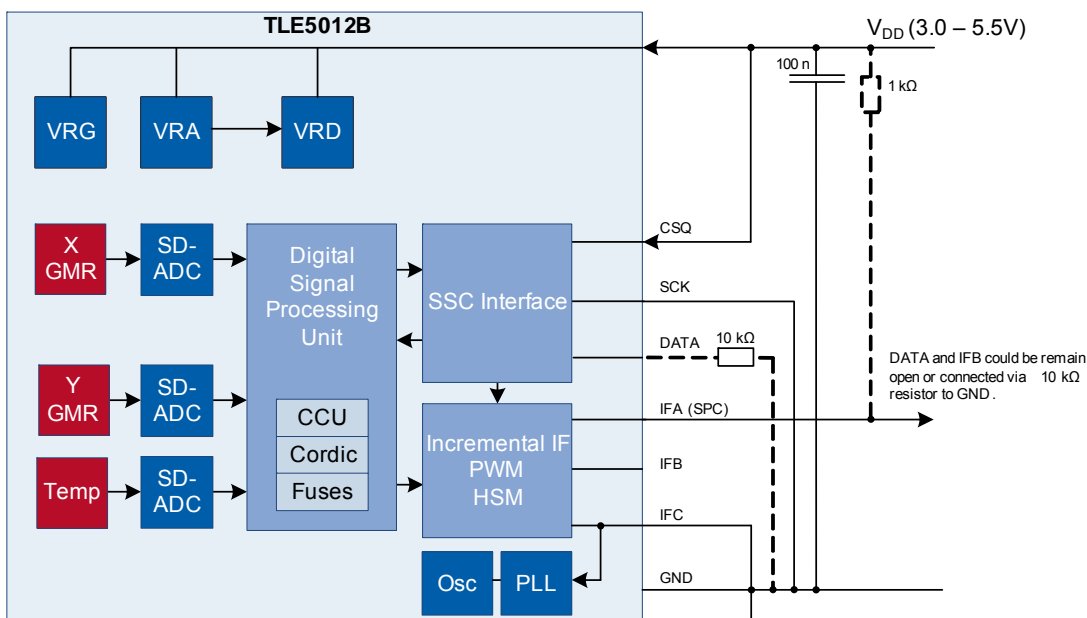 TLE5012B
VDD (3.0 – 5.5V)
100 n
1 kΩ
VRG
VRA
VRD
CSQ
X
GMR
SD-
ADC
Digital
Signal
Processing
Unit
SSC Interface
SCK
DATA
10 kΩ
DATA and IFB could be remain
open or connected via 10 kΩ
resistor to GND .
Y
GMR
SD-
ADC
CCU
Cordic
Fuses
Incremental IF
PWM
HSM
IFA (SPC)
IFB
Temp
SD-
ADC
IFC
Osc
PLL
GND